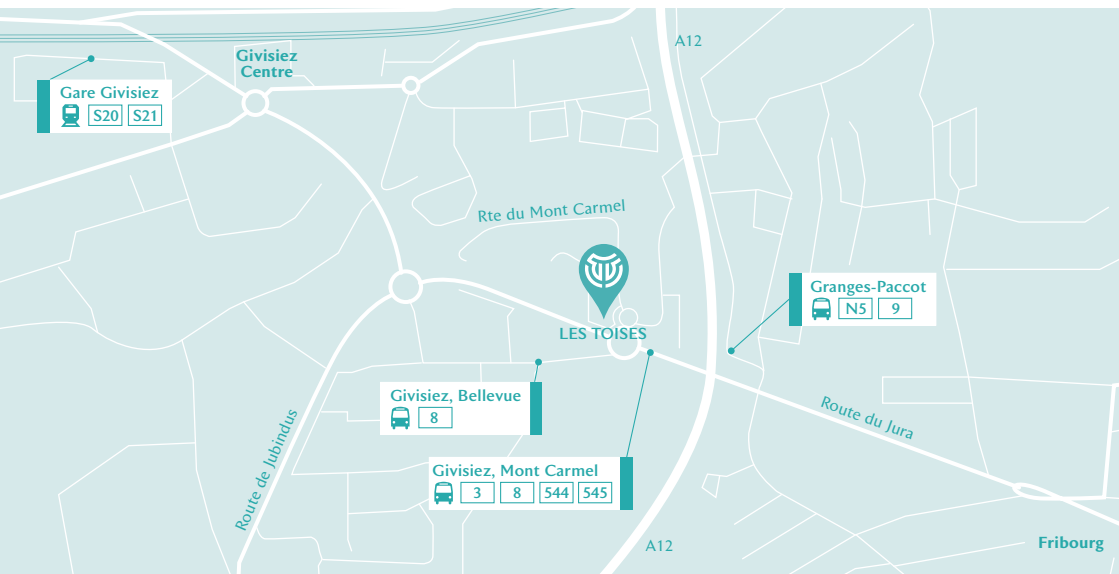 A12
Givisiez
Centre
Gare Givisiez
S20 S21
Rte du Mont Carmel
Granges-Paccot
N5 9
LES TOISES
Givisiez, Bellevue
8
Route du Jura
Route de Jubindus
Givisiez, Mont Carmel
3 8 544 545
A12
Fribourg